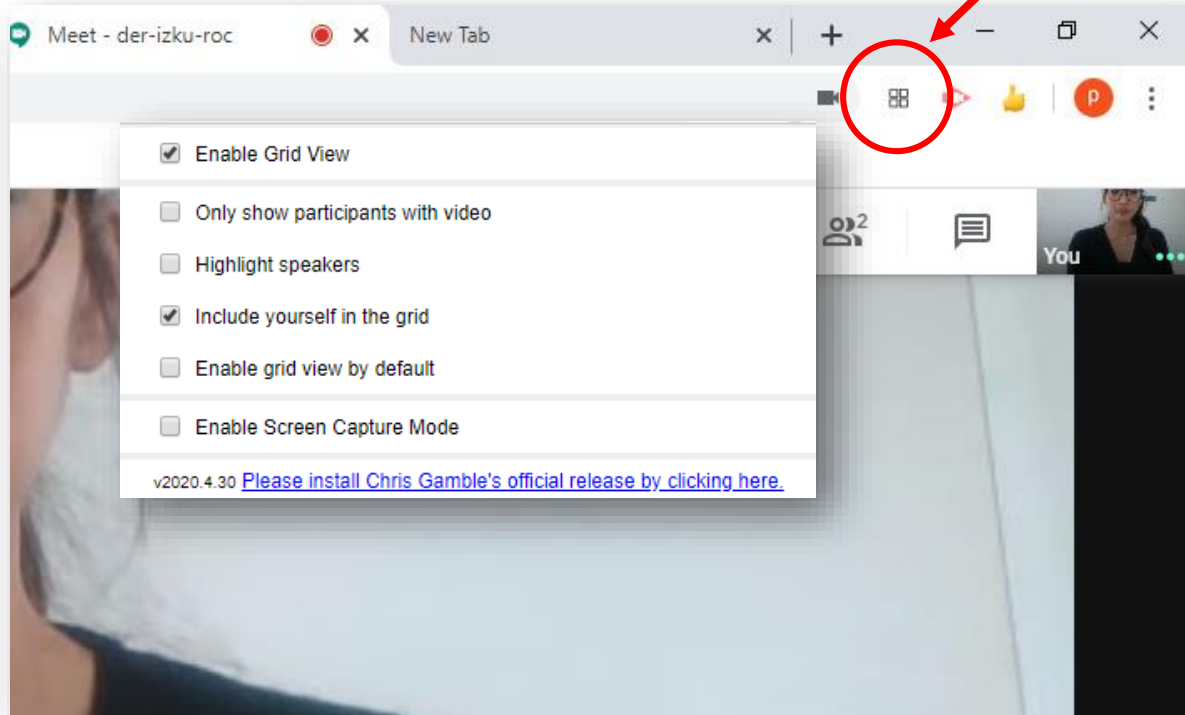 Meet - der-izku-roc
New Tab
P
Enable Grid View
Only show participants with video
2
Highlight speakers
You
Include yourself in the grid
Enable grid view by default
Enable Screen Capture Mode
v2020.4.30 Please install Chris Gamble's official release by clicking here.